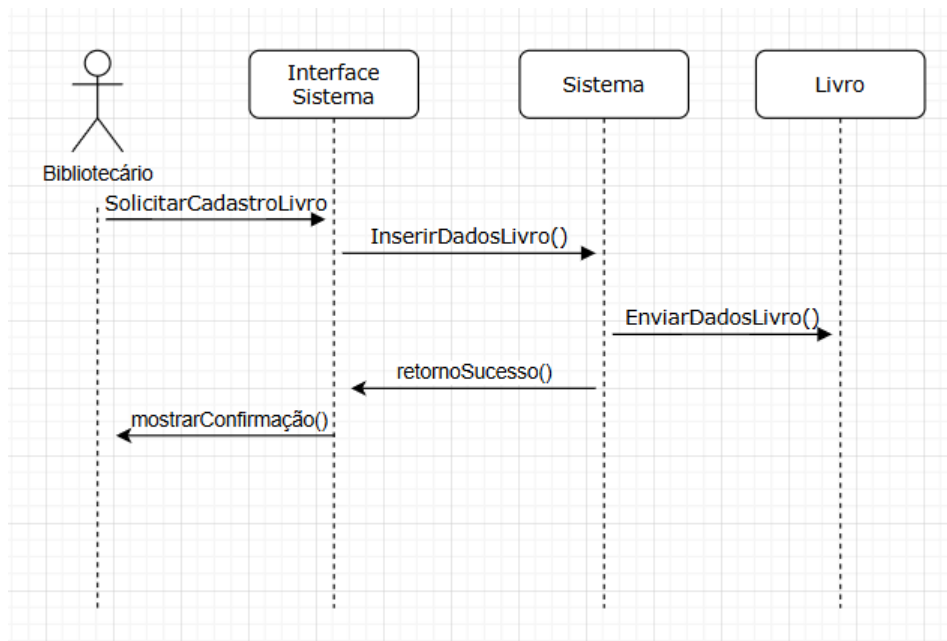 Interface
Sistema
Sistema
Livro
Bibliotecário
SolicitarCadastroLivro
InserirDadosLivro()
EnviarDadosLivro()
retornoSucesso()
mostrarConfirmação()